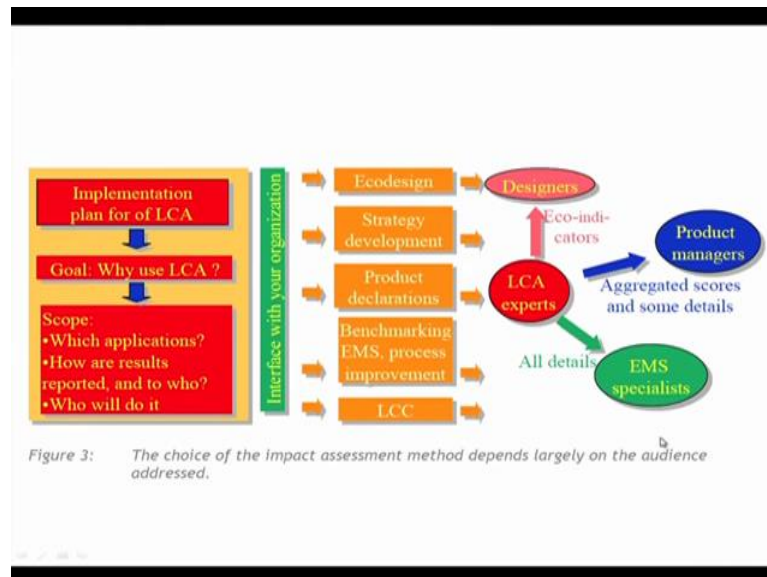 Implementation
plan for of LCA
Goal: Why use LCA ?
Scope:
•Which applications?
•How are results
reported, and to who?
•Who will do it
Interface with your organization
Ecodesign
Strategy
development
Product
declarations
Benchmarking
EMS, process
improvement
LCC
Designers
Eco-indi-
cators
LCA
experts
Product
managers
Aggregated scores
and some details
All details
EMS
specialists
Figure 3: The choice of the impact assessment method depends largely on the audience
addressed.